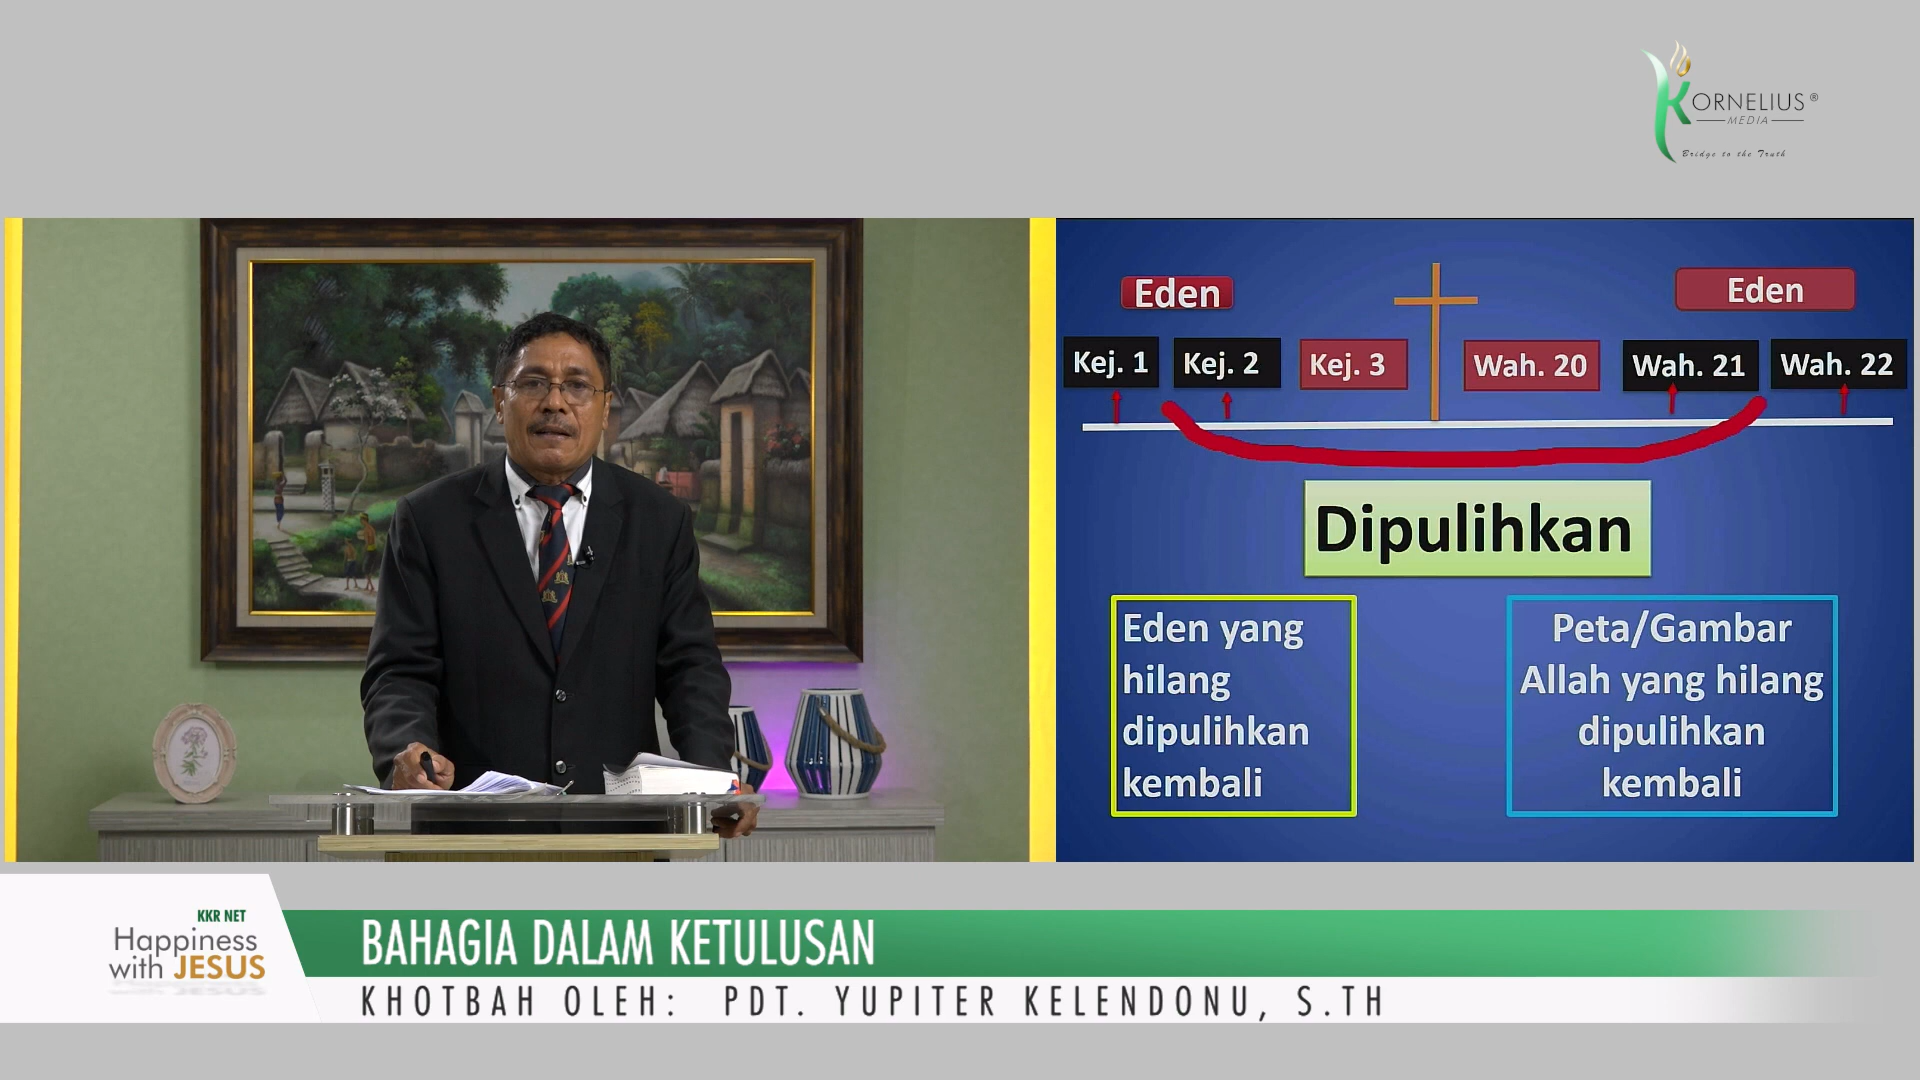 KORNELIUS®
MEDIA
Bridge to the Truth
Eden
Eden
Kej. 1
Kej. 2
Kej. 3
Wah. 20
Wah. 21
Wah. 22
Dipulihkan
Eden yang
hilang
dipulihkan
kembali
Peta/Gambar
Allah yang hilang
dipulihkan
kembali
KKR NET
Happiness
with JESUS
BAHAGIA DALAM KETULUSAN
KHOTBAH OLEH: PDT. YUPITER KELENDONU, S.TH